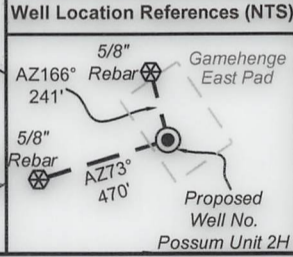 Well Location References (NTS)
5/8"
Rebar
Gamehenge
East Pad
AZ166°
241'
5/8"
Rebar
AZ73°
470'
Proposed
Well No.
Possum Unit 2H